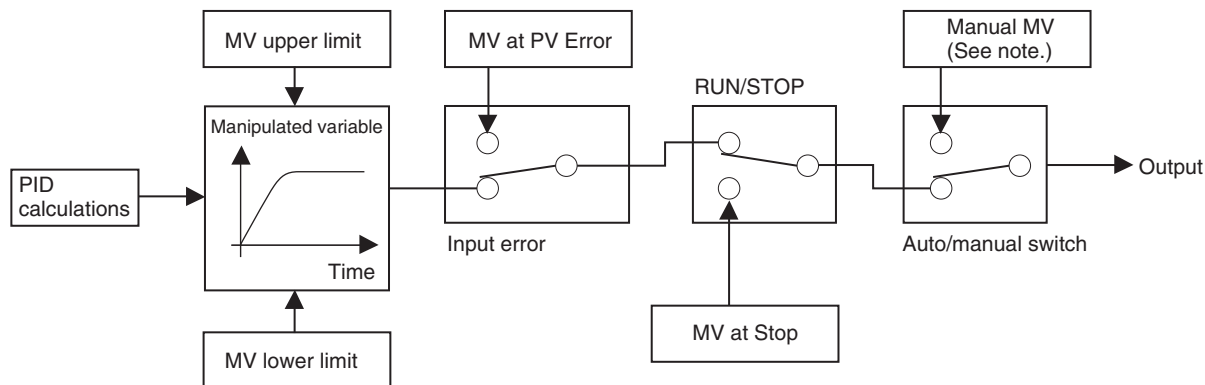 MV upper limit
MV at PV Error
Manual MV
(See note.)
RUN/STOP
Manipulated variable
PID
calculations
Output
Time
Input error
Auto/manual switch
MV at Stop
MV lower limit